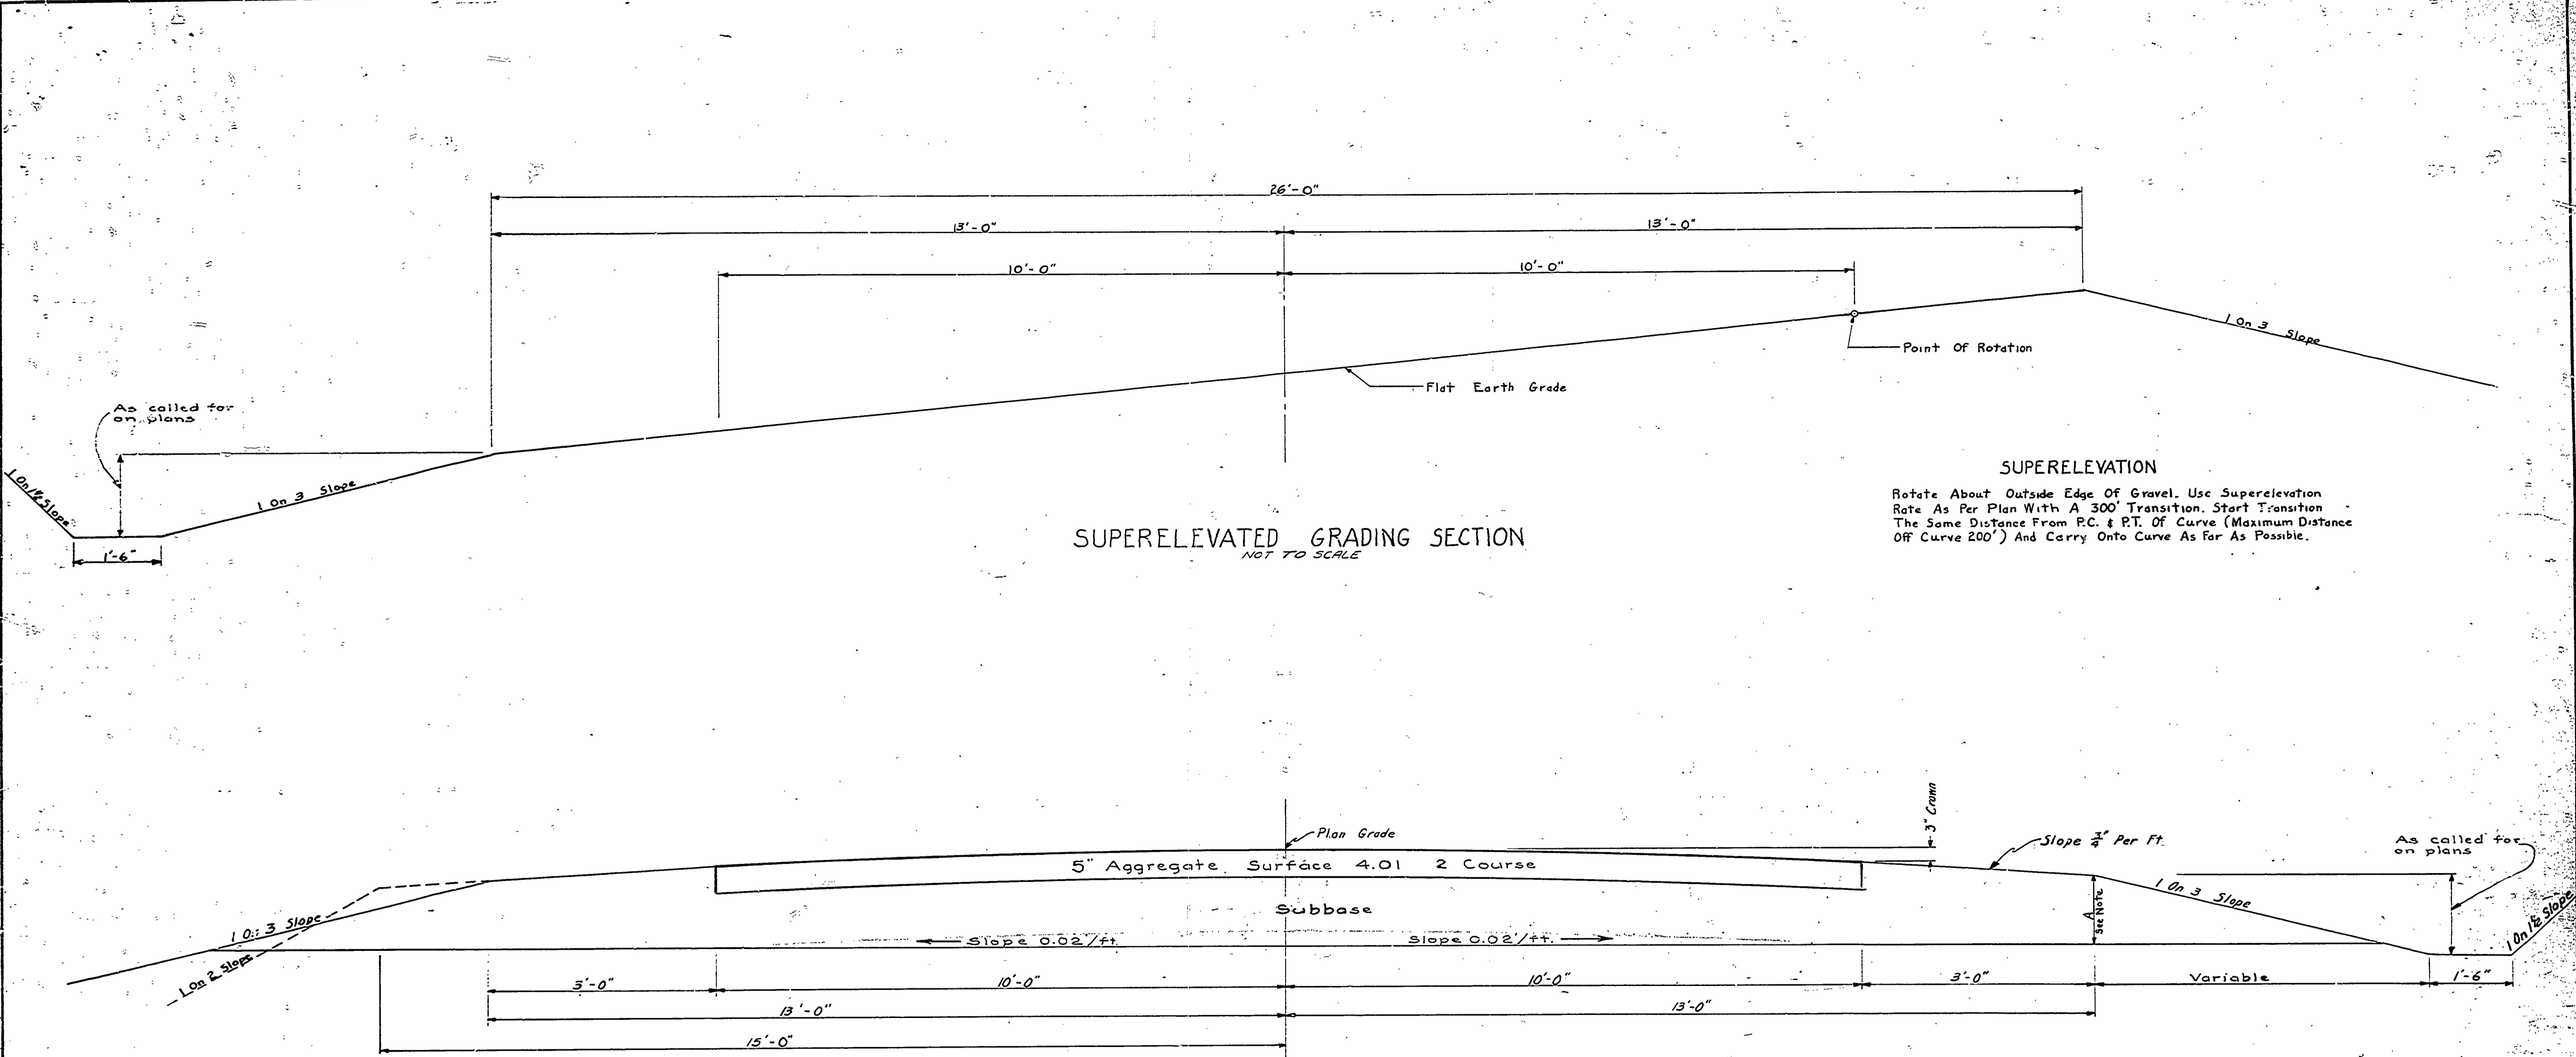 26'-0"
13'-0"
13'-0"
10'-0"
10'-0"
1 On 3 Slope
Point Of Rotation
Flat Earth Grade
As called for
on plans
1 On 1½ Slope
1 On 3 Slope
1'-6"
SUPERELEVATED GRADING SECTION
NOT TO SCALE
SUPERELEVATION
Rotate About Outside Edge Of Gravel. Use Superelevation
Rate As Per Plan With A 300' Transition. Start Transition
The Same Distance From P.C. & P.T. Of Curve (Maximum Distance
Off Curve 200') And Carry Onto Curve As Far As Possible.
3" Crown
Plan Grade
Slope ¾" Per Ft.
As called for
on plans
5" Aggregate Surface 4.01 2 Course
1 On 3 Slope
1 On 1½ Slope
Subbase
A
See Note
1 On 3 Slope
Slope 0.02'/ft.
Slope 0.02'/ft.
1 On 2 Slope
3'-0"
10'-0"
10'-0"
3'-0"
Variable
1'-6"
13'-0"
13'-0"
15'-0"